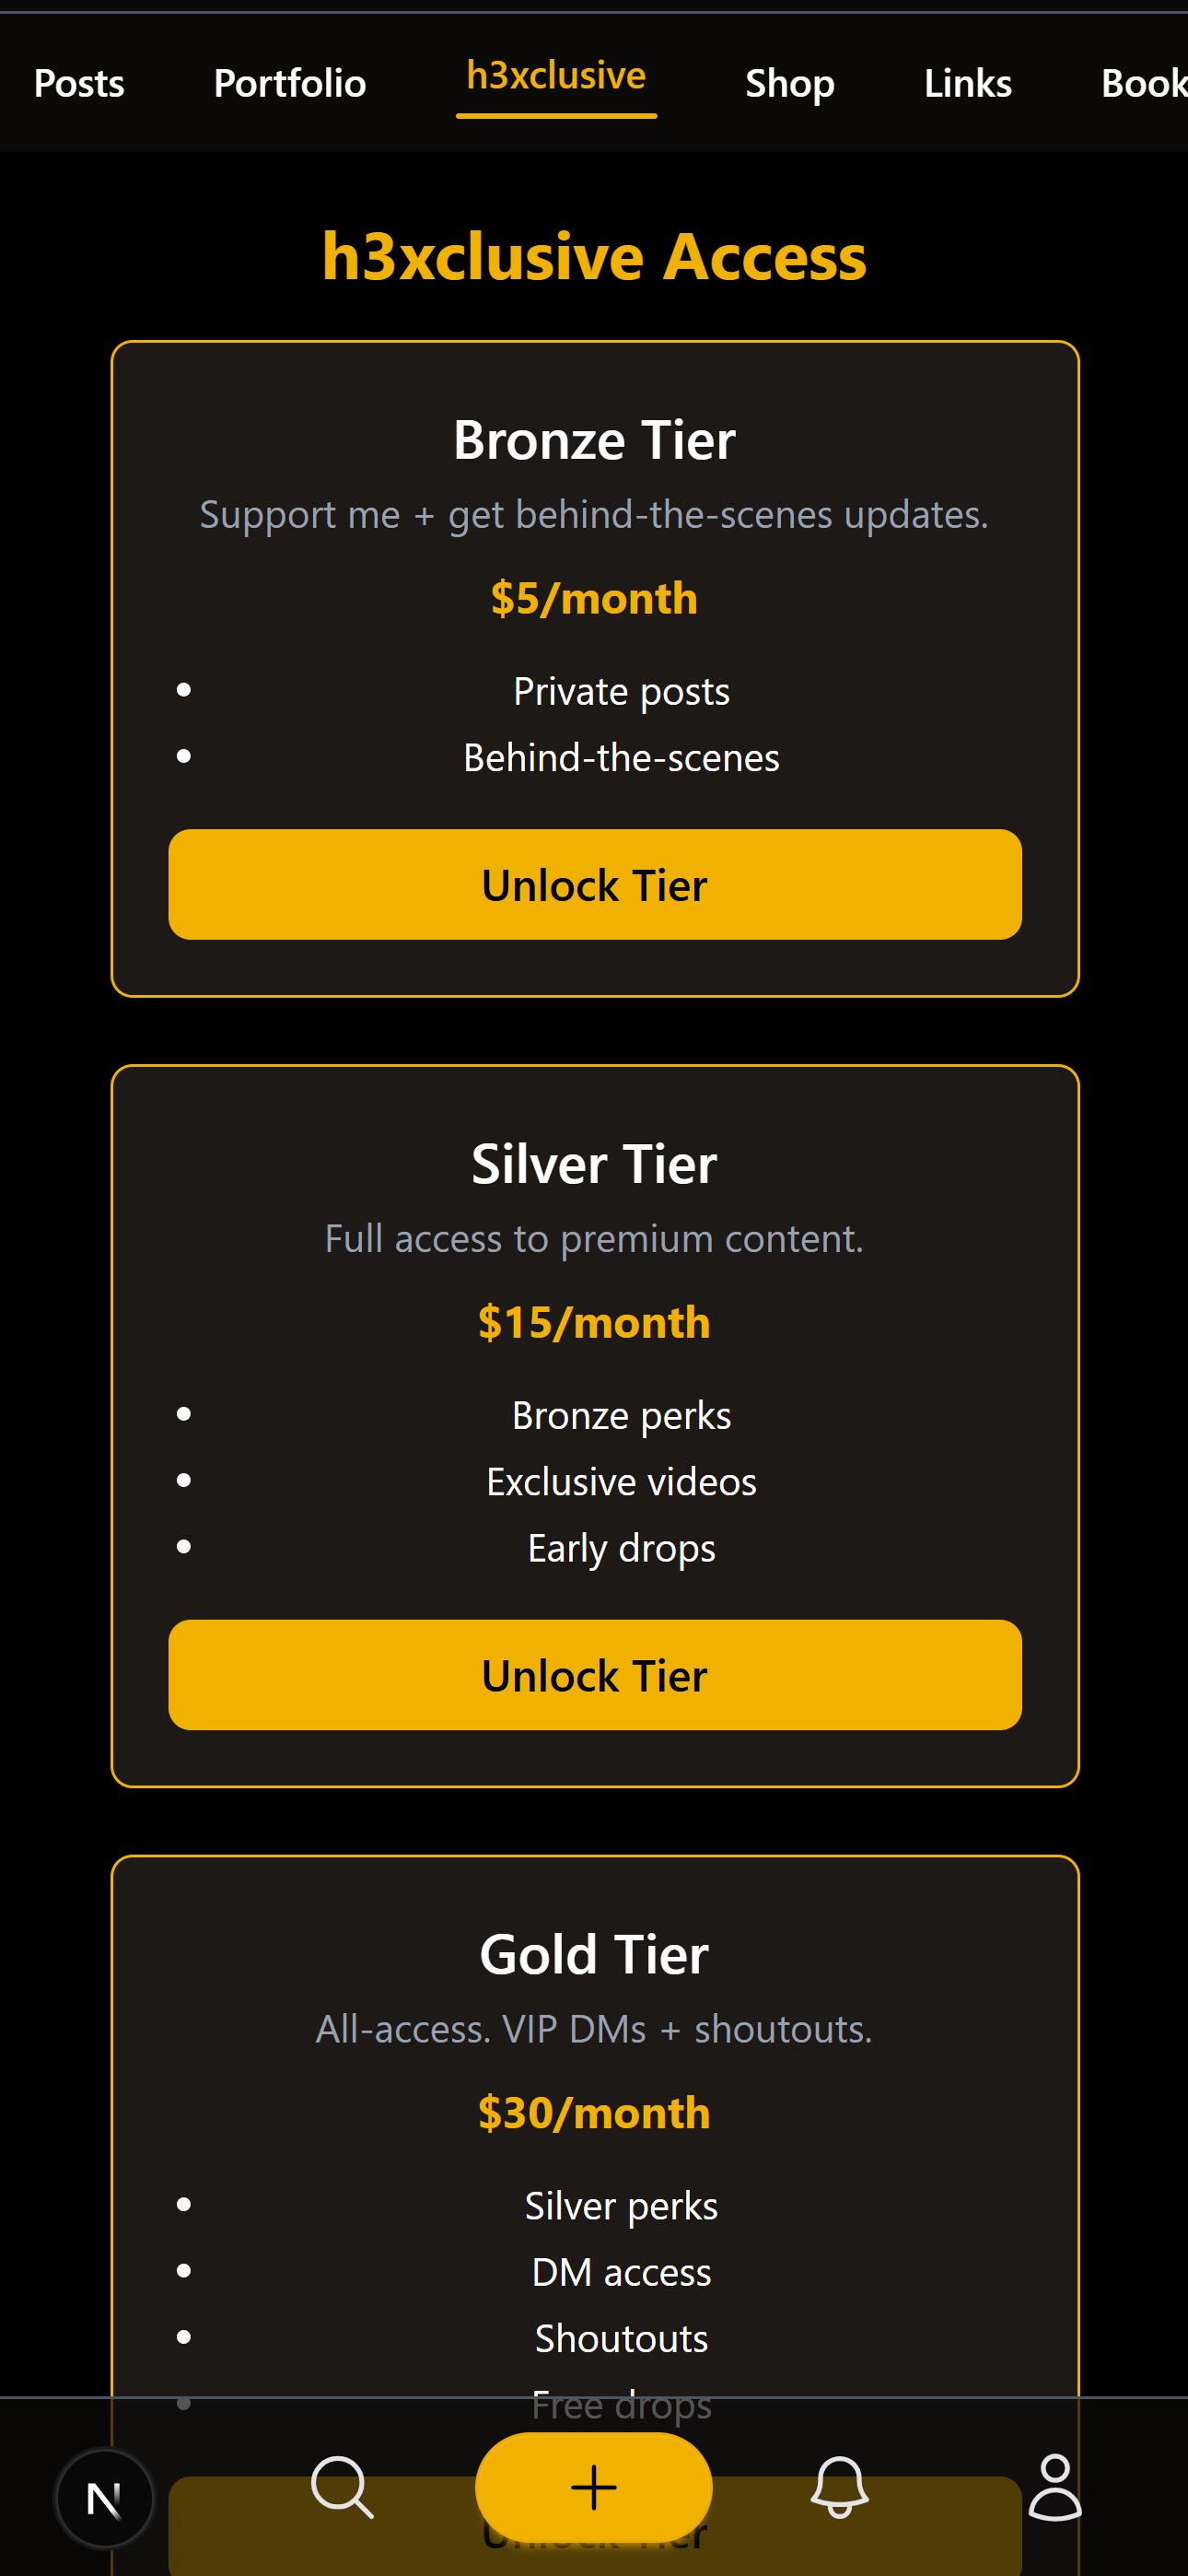 Posts Portfolio h3xclusive Shop Links Book
h3xclusive Access
Bronze Tier
Support me + get behind-the-scenes updates.
$5/month
• Private posts
• Behind-the-scenes
Unlock Tier
Silver Tier
Full access to premium content.
$15/month
• Bronze perks
• Exclusive videos
• Early drops
Unlock Tier
Gold Tier
All-access. VIP DMs + shoutouts.
$30/month
• Silver perks
• DM access
• Shoutouts
• Free drops
N